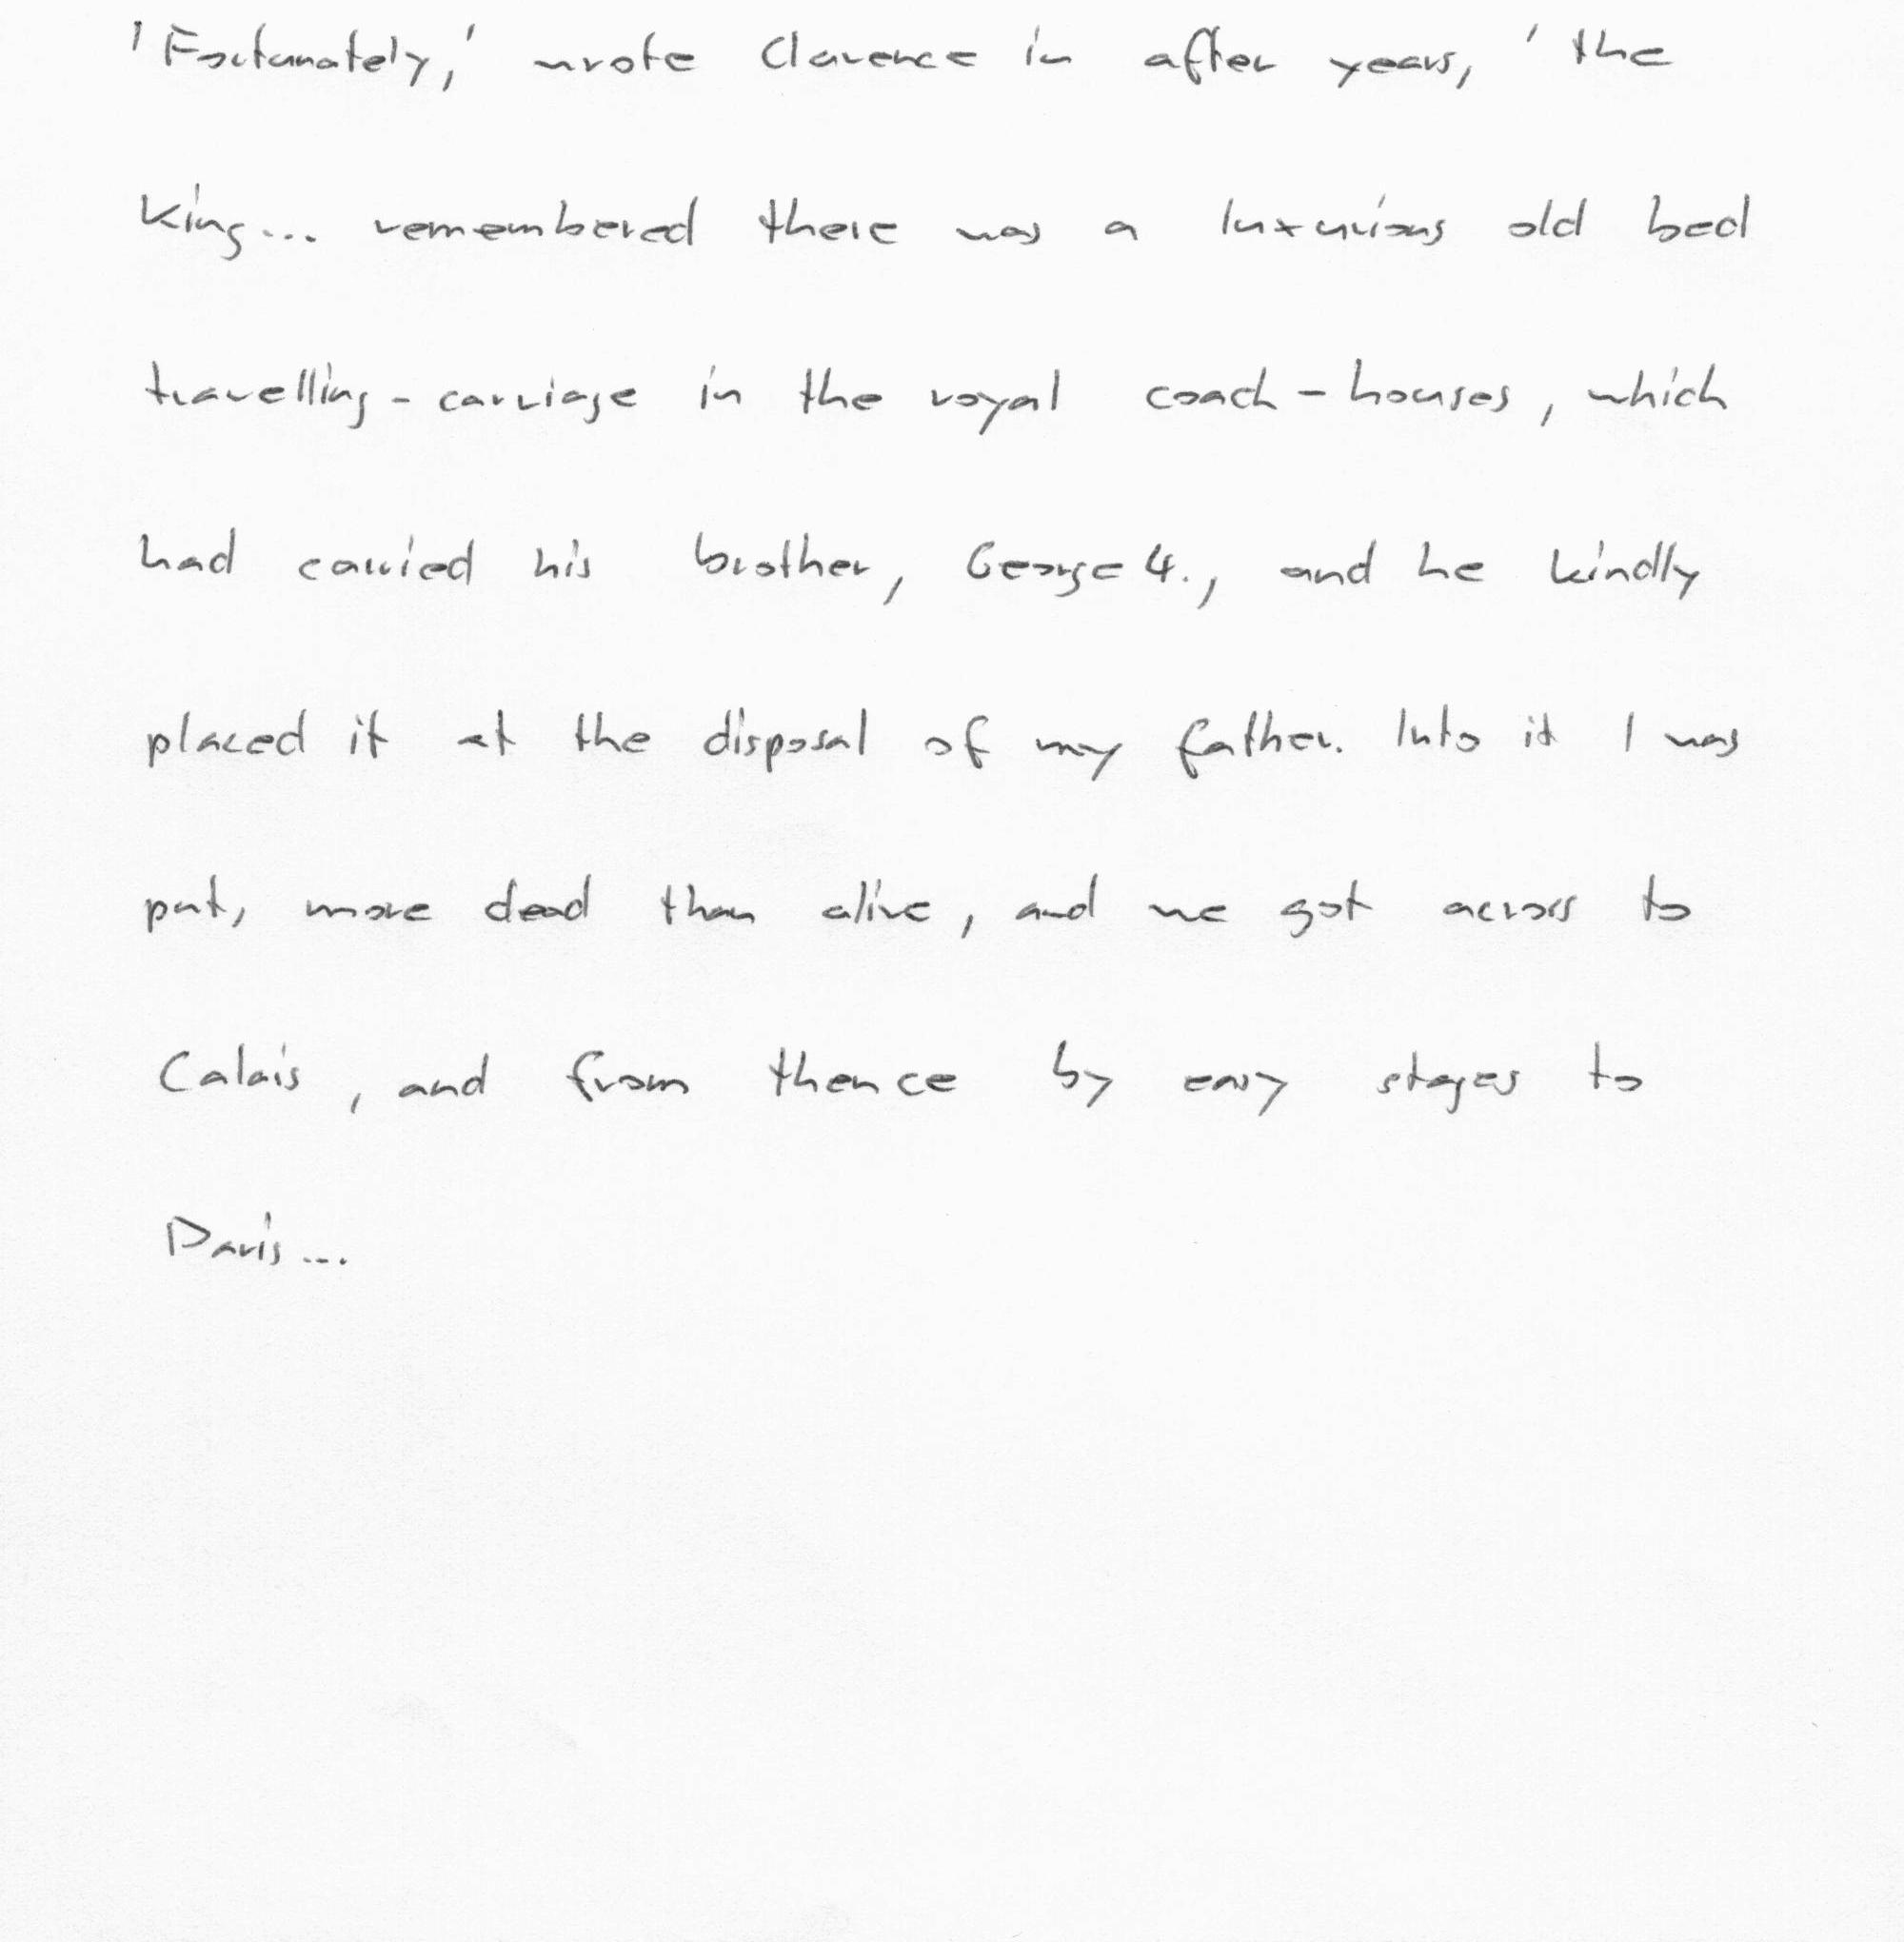 'Fortunately,' wrote Clarence in after years, 'the
King... remembered there was a luxurious old bed
travelling-carriage in the royal coach-houses, which
had carried his brother, George 4., and he kindly
placed it at the disposal of my father. Into it I was
put, more dead than alive, and we got across to
Calais, and from thence by easy stages to
Paris...